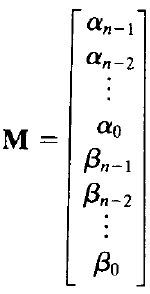 α_{n-1}
α_{n-2}
⋮
α_0
M = β_{n-1}
β_{n-2}
⋮
β_0